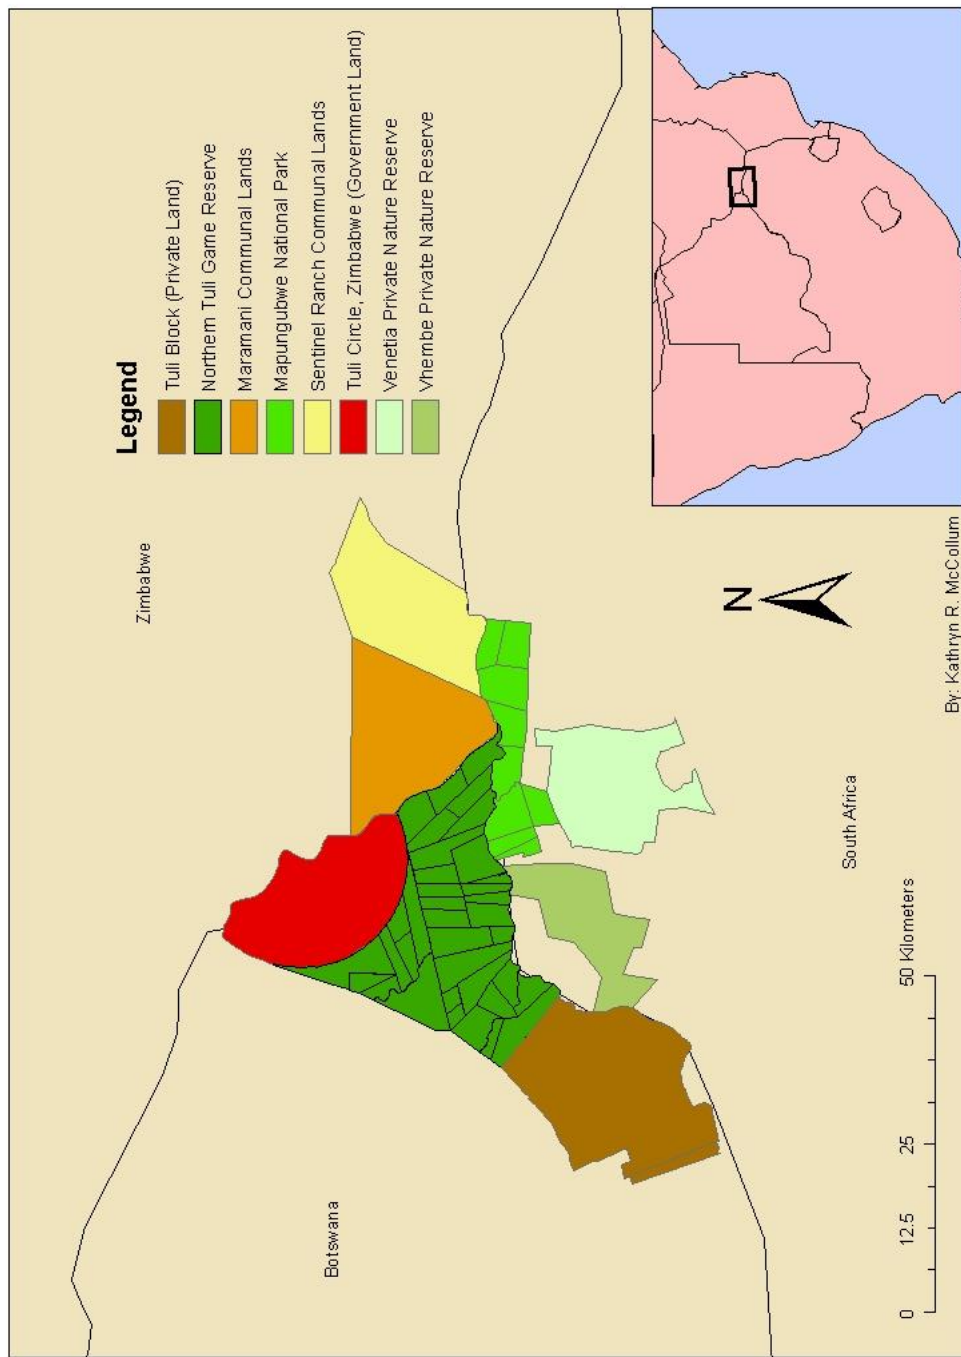 Zimbabwe
Legend
Tuli Block (Private Land)
Northern Tuli Game Reserve
Maramani Communal Lands
Mapungubwe National Park
Sentinel Ranch Communal Lands
Tuli Circle, Zimbabwe (Government Land)
Venetia Private Nature Reserve
Vhembe Private Nature Reserve
Botswana
N
South Africa
0 12.5 25 50 Kilometers
By: Kathryn R. McCollum